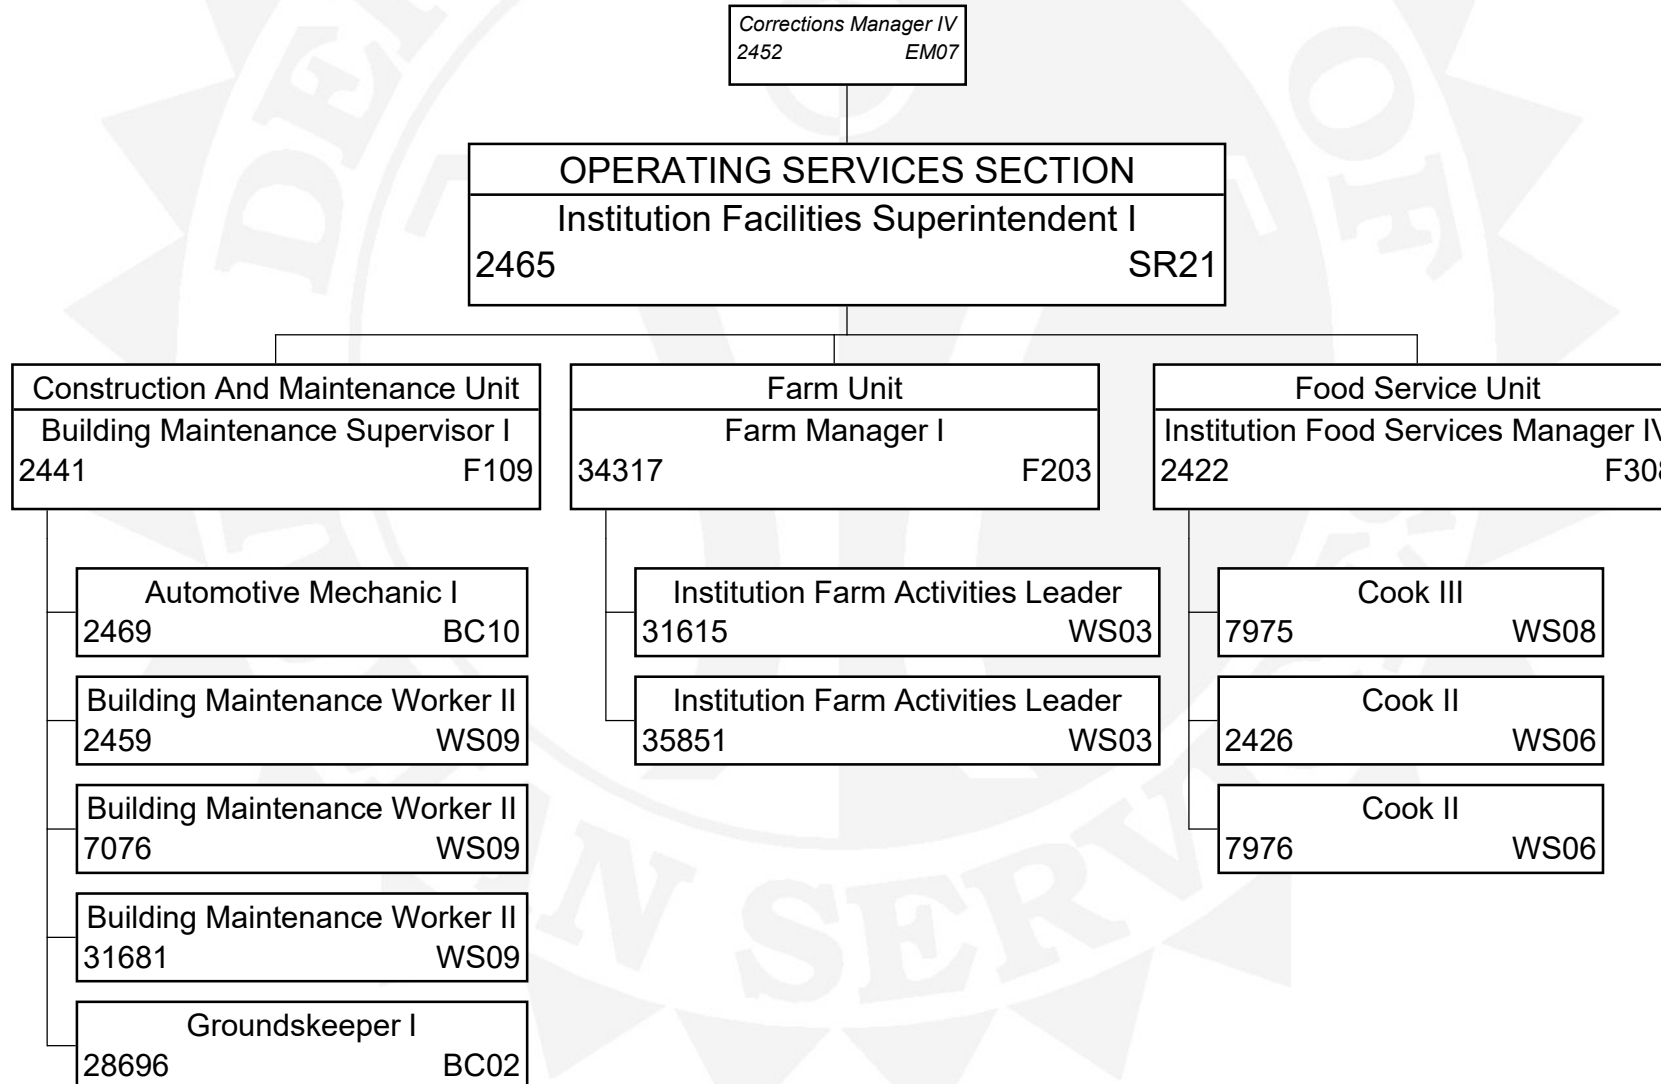 Corrections Manager IV
2452 EM07
OPERATING SERVICES SECTION
Institution Facilities Superintendent I
2465 SR21
Construction And Maintenance Unit
Building Maintenance Supervisor I
2441 F109
Automotive Mechanic I
2469 BC10
Building Maintenance Worker II
2459 WS09
Building Maintenance Worker II
7076 WS09
Building Maintenance Worker II
31681 WS09
Groundskeeper I
28696 BC02
Farm Unit
Farm Manager I
34317 F203
Institution Farm Activities Leader
31615 WS03
Institution Farm Activities Leader
35851 WS03
Food Service Unit
Institution Food Services Manager IV
2422 F308
Cook III
7975 WS08
Cook II
2426 WS06
Cook II
7976 WS06
OF